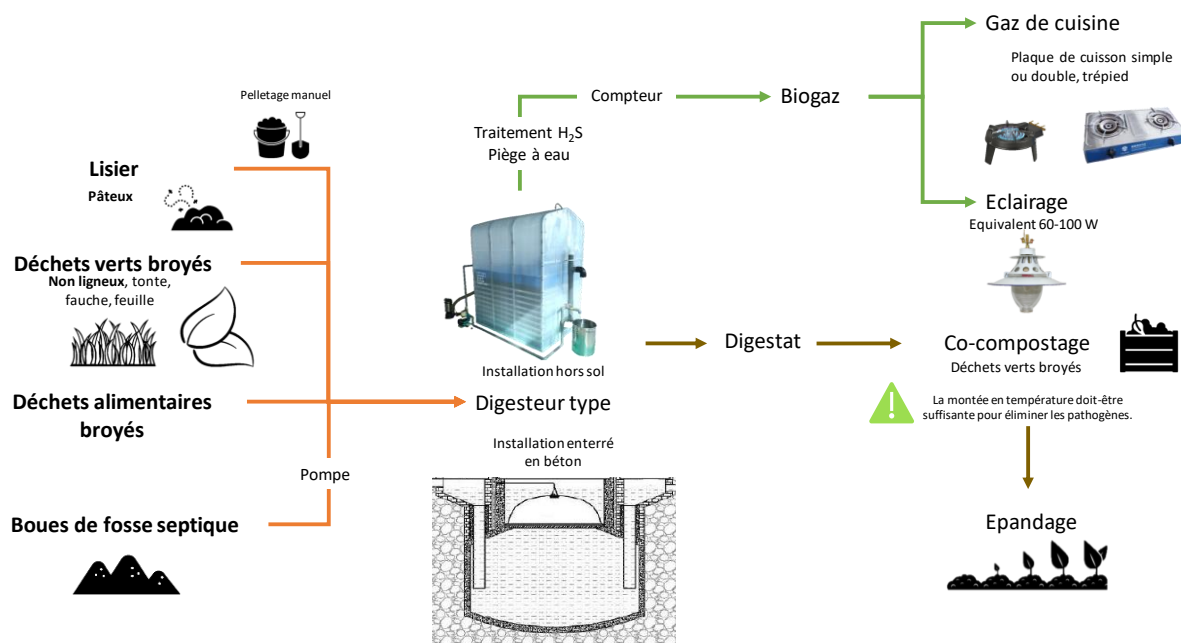 Pelletage manuel
Lisier
Pâteux
Déchets verts broyés
Non ligneux, tonte,
fauche, feuille
Déchets alimentaires
broyés
Pompe
Boues de fosse septique
Compteur
Traitement H₂S
Piège à eau
Installation hors sol
Digesteur type
Installation enterré
en béton
Biogaz
Gaz de cuisine
Plaque de cuisson simple
ou double, trépied
Eclairage
Equivalent 60-100 W
Digestat
Co-compostage
Déchets verts broyés
La montée en température doit-être
suffisante pour éliminer les pathogènes.
Epandage